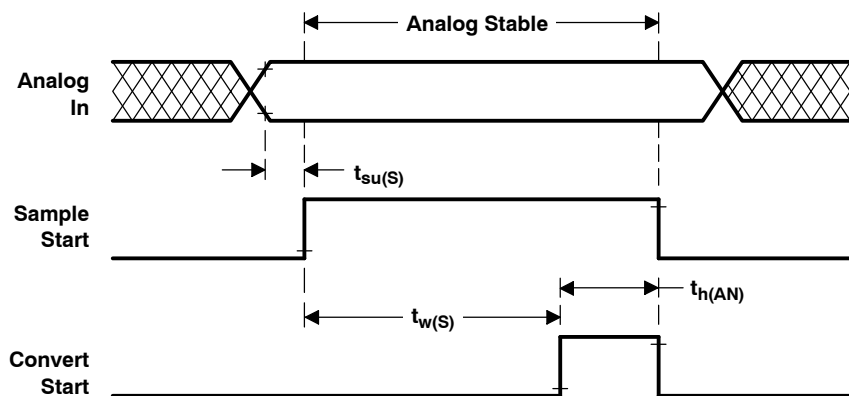 Analog Stable
Analog
In
tsu(S)
Sample
Start
th(AN)
tw(S)
Convert
Start